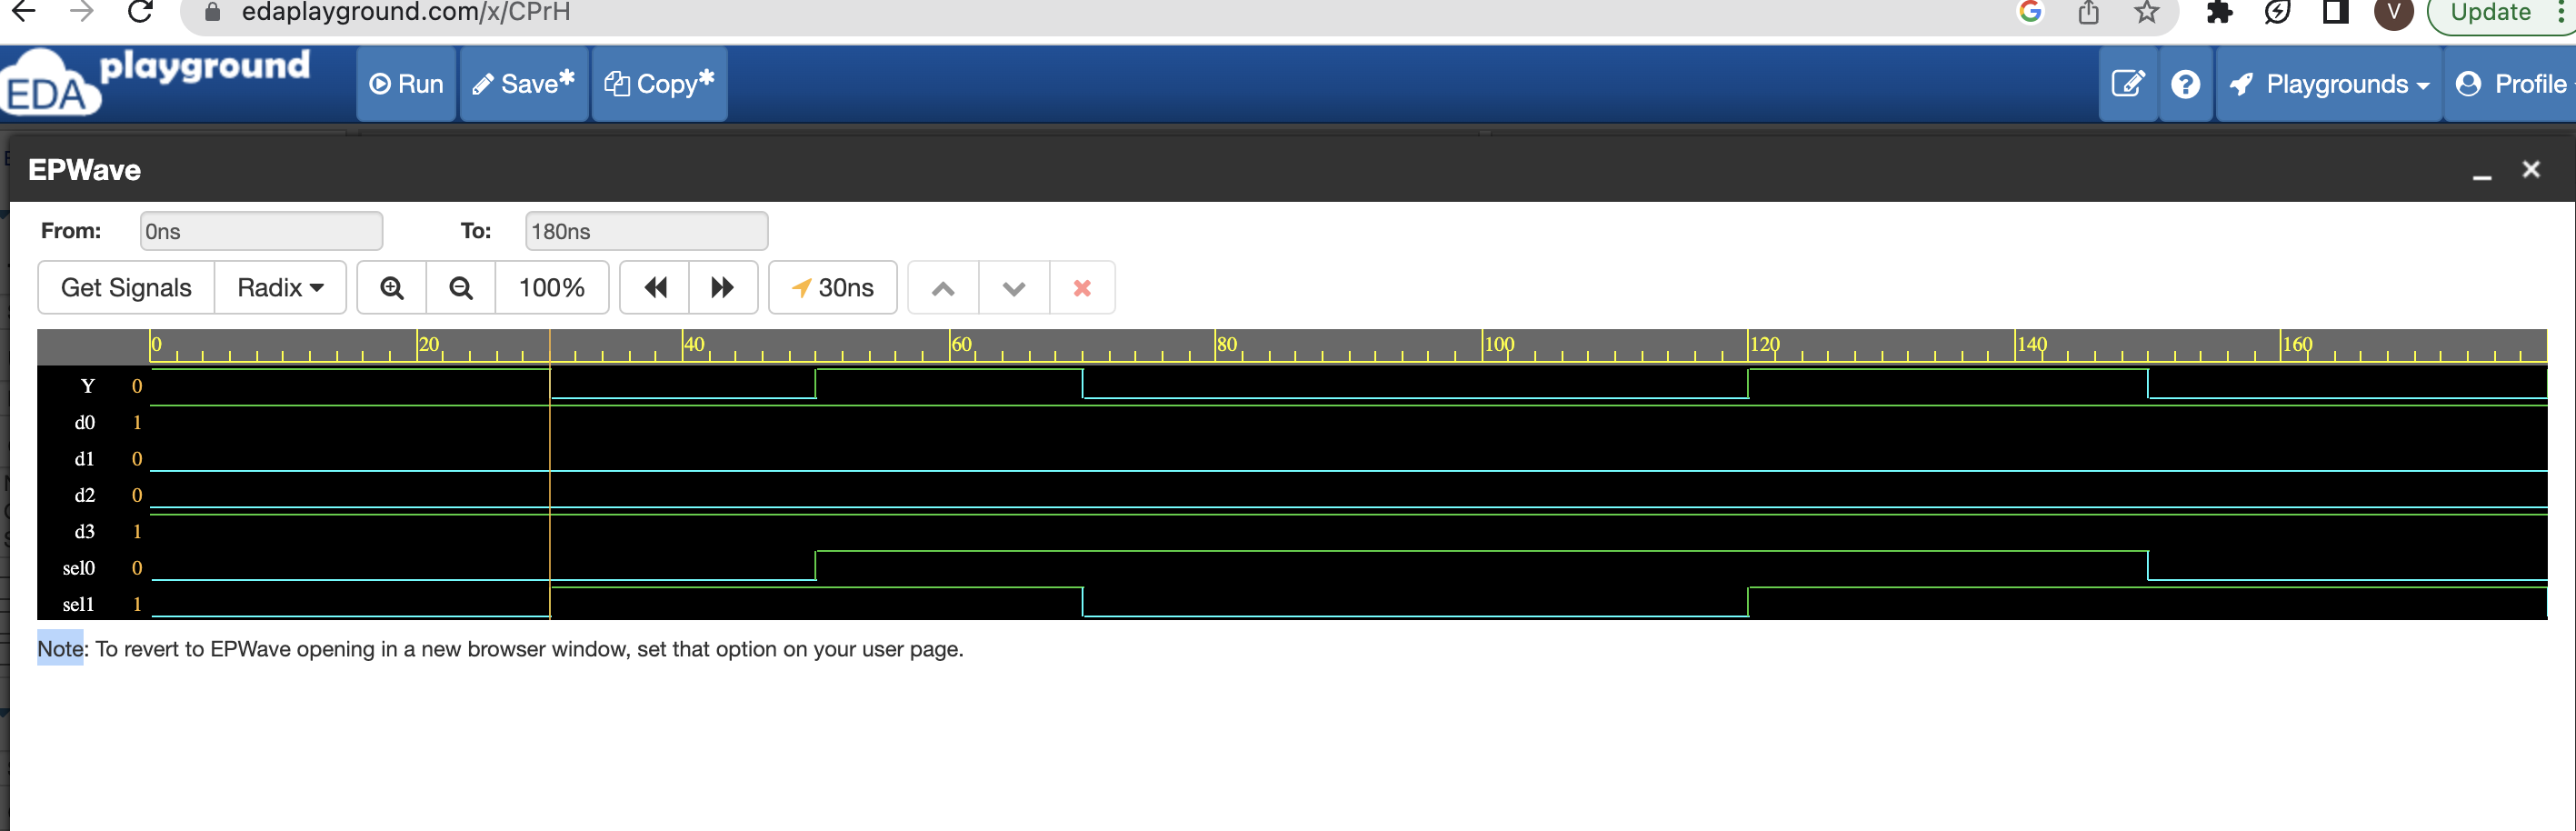 edaplayground.com/x/CPrH
V
Update
EDA playground
Run
Save*
Copy*
Playgrounds
Profile
EPWave
From: 0ns To: 180ns
Get Signals Radix 100% 30ns
0 20 40 60 80 100 120 140 160
Y 0
d0 1
d1 0
d2 0
d3 1
sel0 0
sel1 1
Note: To revert to EPWave opening in a new browser window, set that option on your user page.